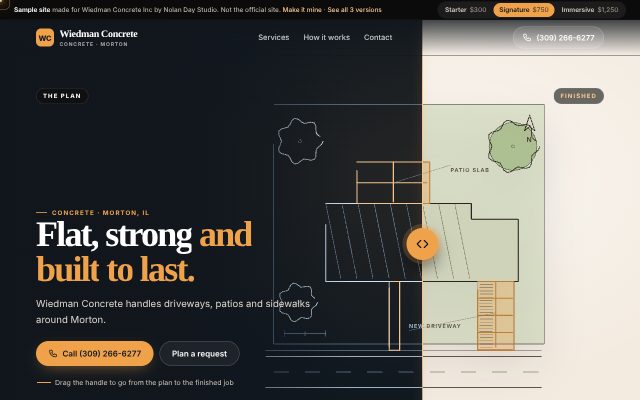 Sample site made for Wiedman Concrete Inc by Nolan Day Studio. Not the official site. Make it mine · See all 3 versions
Starter $300 Signature $750 Immersive $1,250
WC Wiedman Concrete
CONCRETE · MORTON
Services How it works Contact
(309) 266-6277
THE PLAN
FINISHED
N
PATIO SLAB
CONCRETE · MORTON, IL
Flat, strong and
built to last.
Wiedman Concrete handles driveways, patios and sidewalks
around Morton.
NEW DRIVEWAY
Call (309) 266-6277 Plan a request
Drag the handle to go from the plan to the finished job